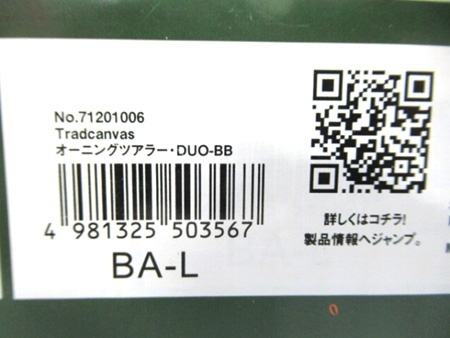 No.71201006
Tradcanvas
オーニングツアラー・DUO-BB
4 981325 503567
BA-L
詳しくはコチラ!
製品情報へジャンプ。